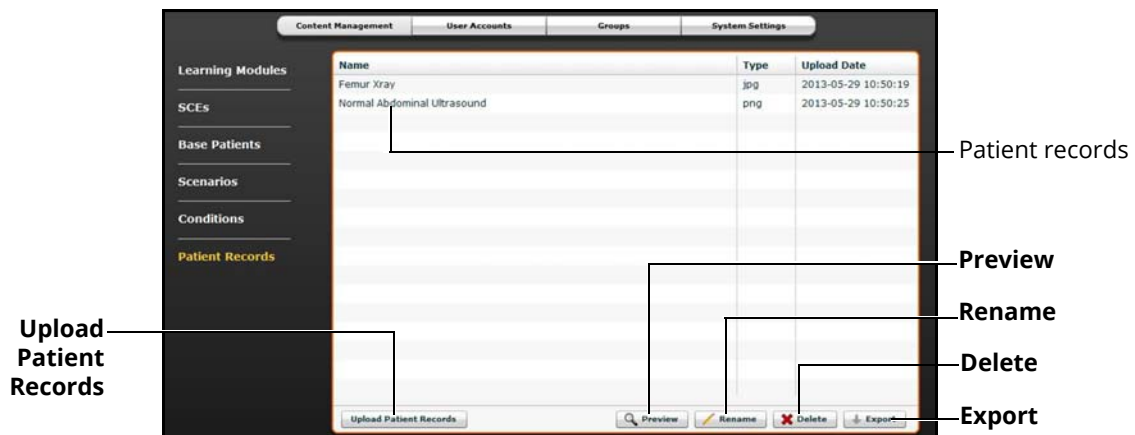 Content Management User Accounts Groups System Settings
Learning Modules
SCEs
Base Patients
Scenarios
Conditions
Patient Records
Name Type Upload Date
Femur Xray jpg 2013-05-29 10:50:19
Normal Abdominal Ultrasound png 2013-05-29 10:50:25
Upload Patient Records Preview Rename Delete Export
Upload
Patient
Records
Patient records
Preview
Rename
Delete
Export